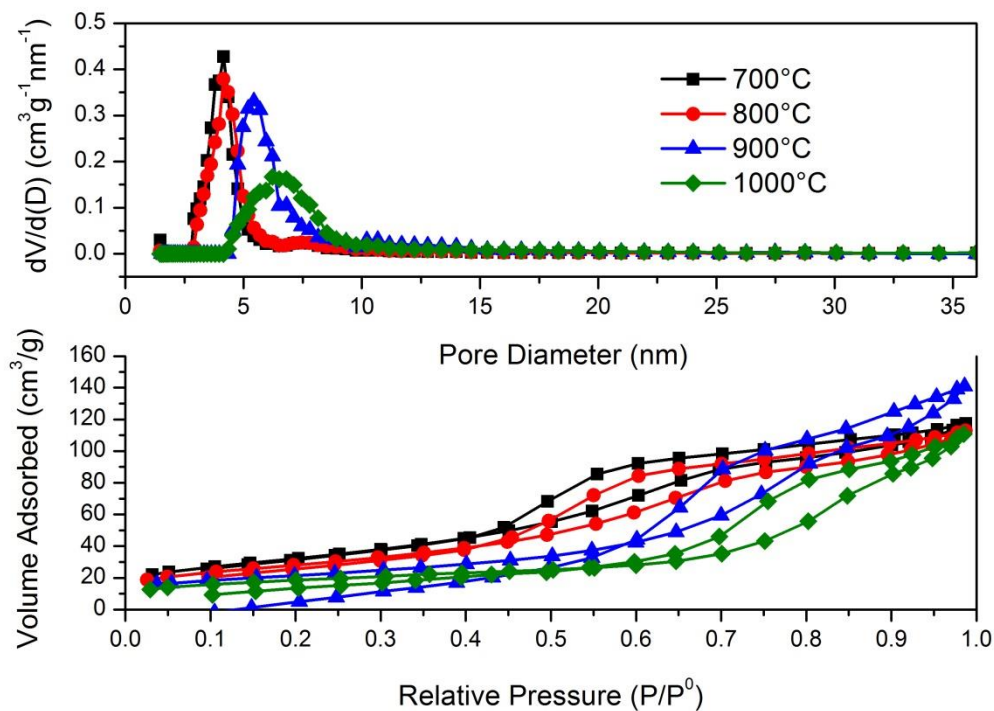 dV/d(D) (cm³g⁻¹nm⁻¹)
0.5
0.4
0.3
0.2
0.1
0.0
700°C
800°C
900°C
1000°C
0 5 10 15 20 25 30 35
Pore Diameter (nm)
Volume Adsorbed (cm³/g)
160
140
120
100
80
60
40
20
0
0.0 0.1 0.2 0.3 0.4 0.5 0.6 0.7 0.8 0.9 1.0
Relative Pressure (P/P⁰)